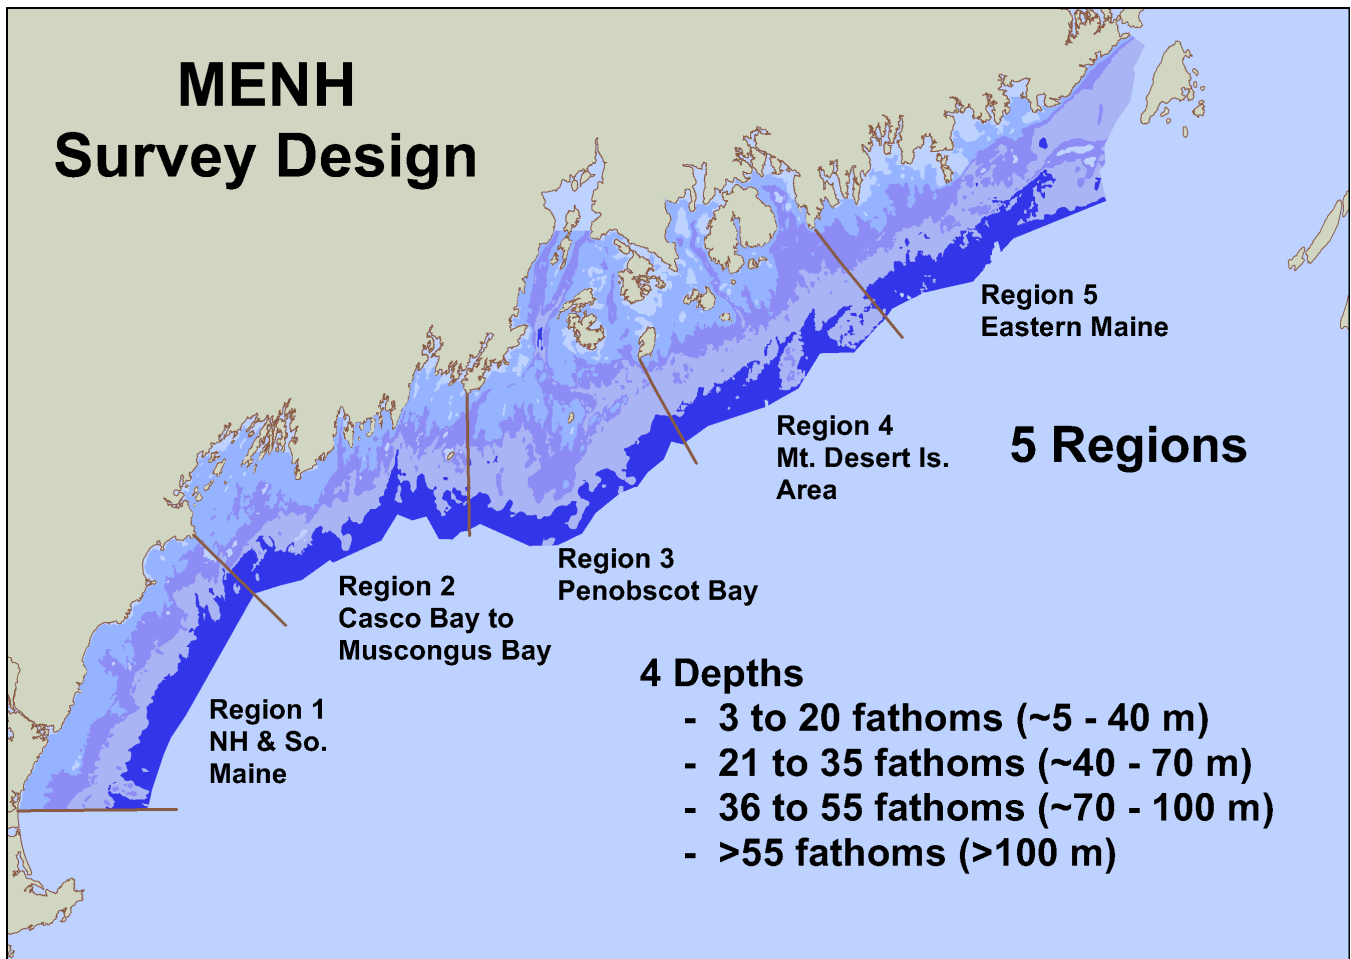 MENH
Survey Design
Region 5
Eastern Maine
Region 4
Mt. Desert Is.
Area
5 Regions
Region 3
Penobscot Bay
Region 2
Casco Bay to
Muscongus Bay
Region 1
NH & So.
Maine
4 Depths
- 3 to 20 fathoms (~5 - 40 m)
- 21 to 35 fathoms (~40 - 70 m)
- 36 to 55 fathoms (~70 - 100 m)
- >55 fathoms (>100 m)